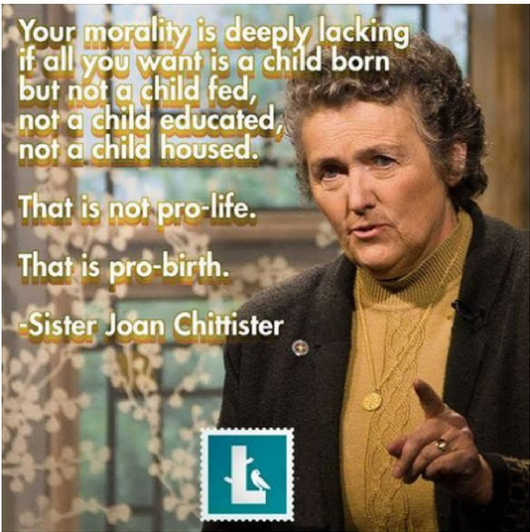 Your morality is deeply lacking
if all you want is a child born
but not a child fed,
not a child educated,
not a child housed.
That is not pro-life.
That is pro-birth.
-Sister Joan Chittister
L